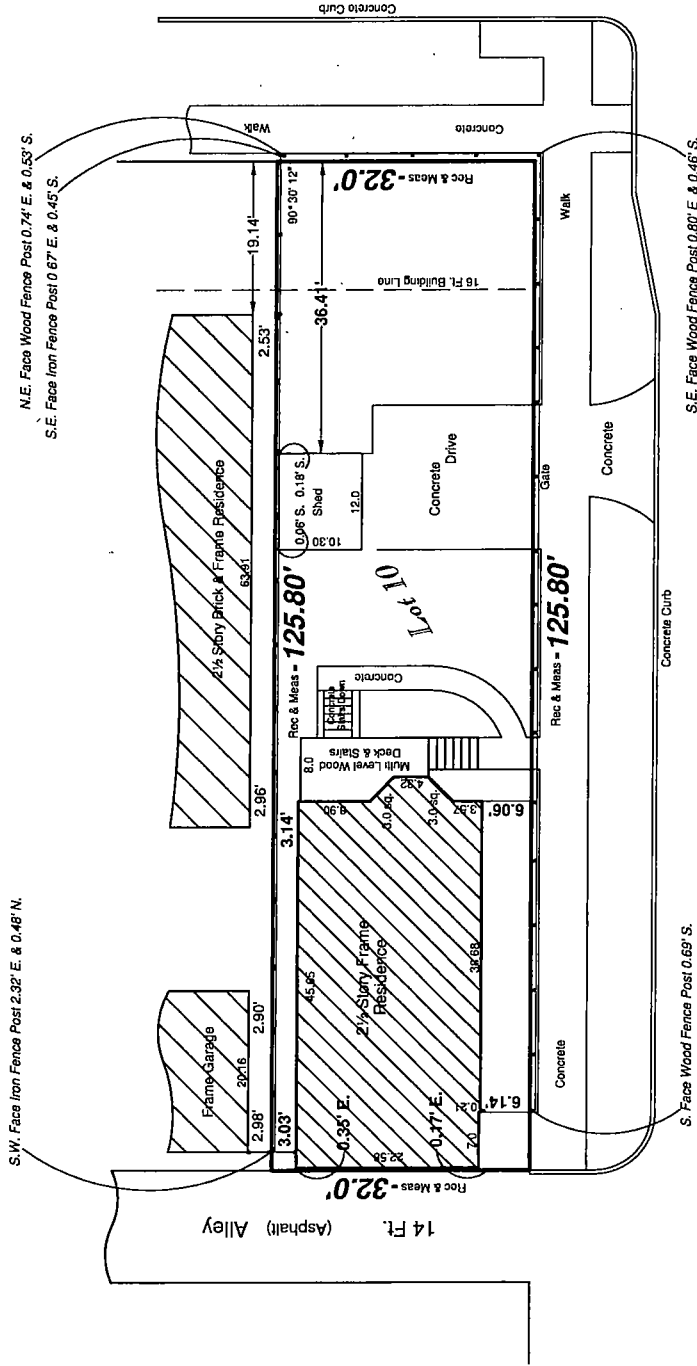 Concrete Curb
N.E. Face Wood Fence Post 0.74' E. & 0.53' S.
S.E. Face Iron Fence Post 0.67' E. & 0.45' S.
Walk
Concrete
90°30'12"
Rec & Meas - 32.0'
19.14'
36.41'
16 Ft. Building Line
2.53'
2½ Story Brick & Frame Residence
63.91
0.06' S. 0.18' S.
Shed
10.30
12.0
Concrete
Drive
Gate
Walk
Concrete
S.E. Face Wood Fence Post 0.80' E. & 0.46' S.
Rec & Meas - 125.80'
Lot 10
Rec & Meas - 125.80'
Concrete Curb
Concrete
Concrete
Stairs Down
Multi Level Wood
Deck & Stairs
8.0
2.96'
3.14'
8.90
3.0 sq.
4.32
3.0 sq.
6.06'
S.W. Face Iron Fence Post 2.32' E. & 0.48' N.
Frame Garage
20.16
2.98'
2.90'
3.03'
45.05
2½ Story Frame
Residence
38.68
0.35' E.
0.17' E.
7.0
0.21
6.14'
Concrete
S. Face Wood Fence Post 0.69' S.
Rec & Meas - 32.0'
14 Ft. (Asphalt) Alley